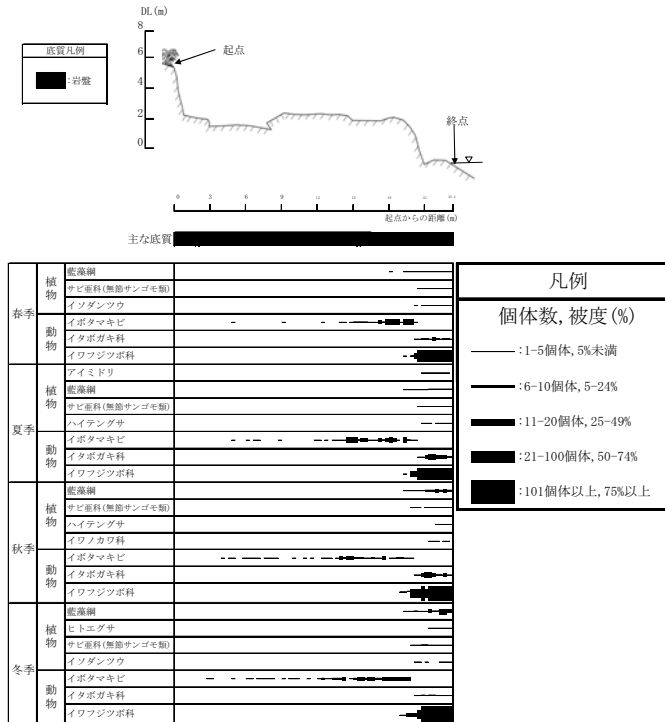 DL(m)
8
6
4
2
0
底質凡例
:岩盤
起点
終点
0 3 6 9 12
起点からの距離(m)
主な底質
春季
植物
藍藻綱
サビ亜科(無節サンゴモ類)
イソダンツウ
動物
イボタマキビ
イタボガキ科
イワフジツボ科
夏季
植物
アイミドリ
藍藻綱
サビ亜科(無節サンゴモ類)
ハイテングサ
動物
イボタマキビ
イタボガキ科
イワフジツボ科
秋季
植物
藍藻綱
サビ亜科(無節サンゴモ類)
ハイテングサ
イワノカワ科
動物
イボタマキビ
イタボガキ科
イワフジツボ科
冬季
植物
藍藻綱
ヒトエグサ
サビ亜科(無節サンゴモ類)
イソダンツウ
動物
イボタマキビ
イタボガキ科
イワフジツボ科
凡例
個体数,被度(%)
:1-5個体,5%未満
:6-10個体,5-24%
:11-20個体,25-49%
:21-100個体,50-74%
:101個体以上,75%以上